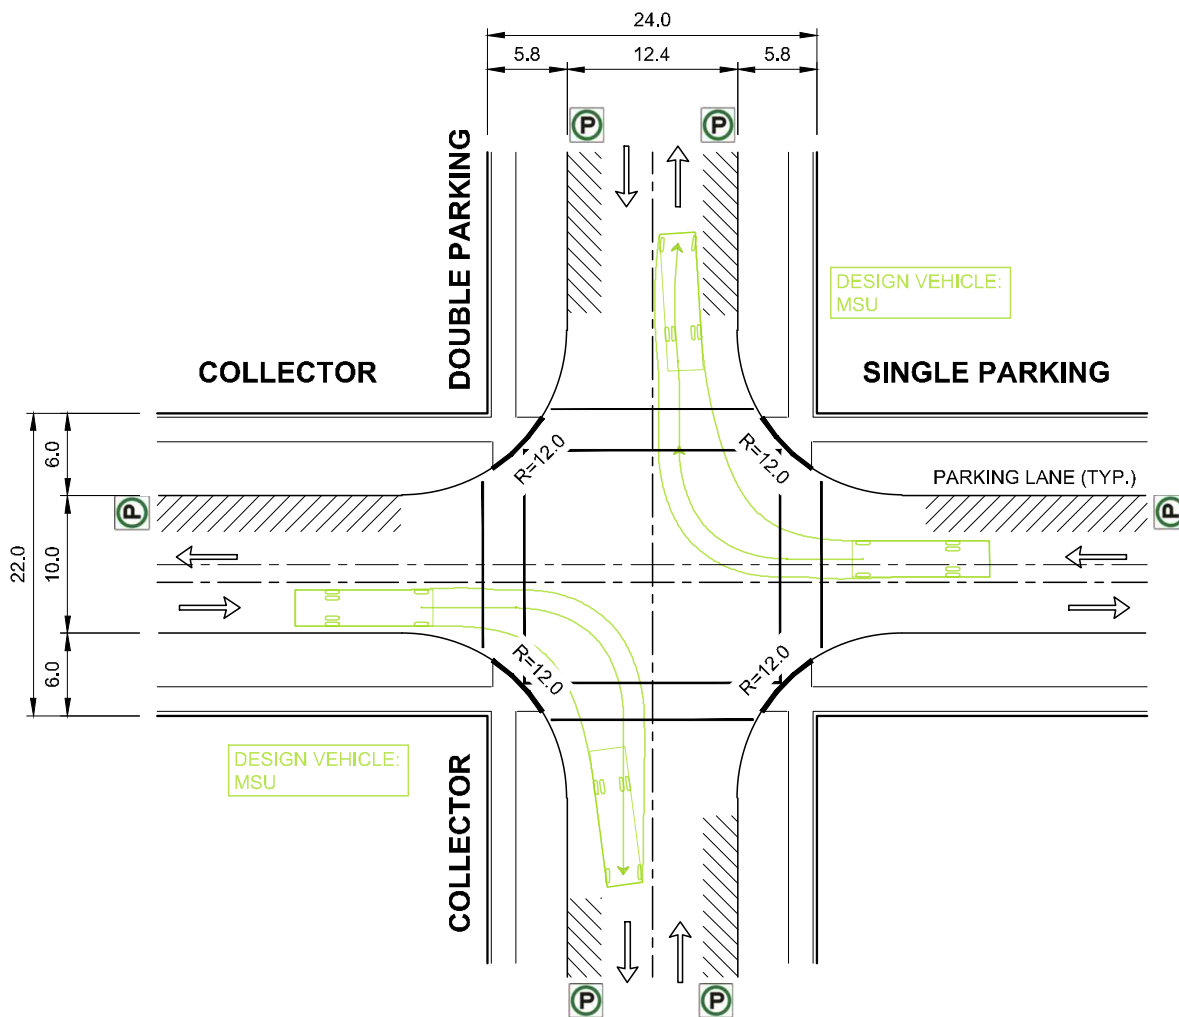 24.0
5.8
12.4
5.8
P
P
DOUBLE PARKING
DESIGN VEHICLE:
MSU
COLLECTOR
SINGLE PARKING
6.0
R=12.0
R=12.0
PARKING LANE (TYP.)
P
P
22.0
10.0
6.0
R=12.0
R=12.0
DESIGN VEHICLE:
MSU
COLLECTOR
P
P